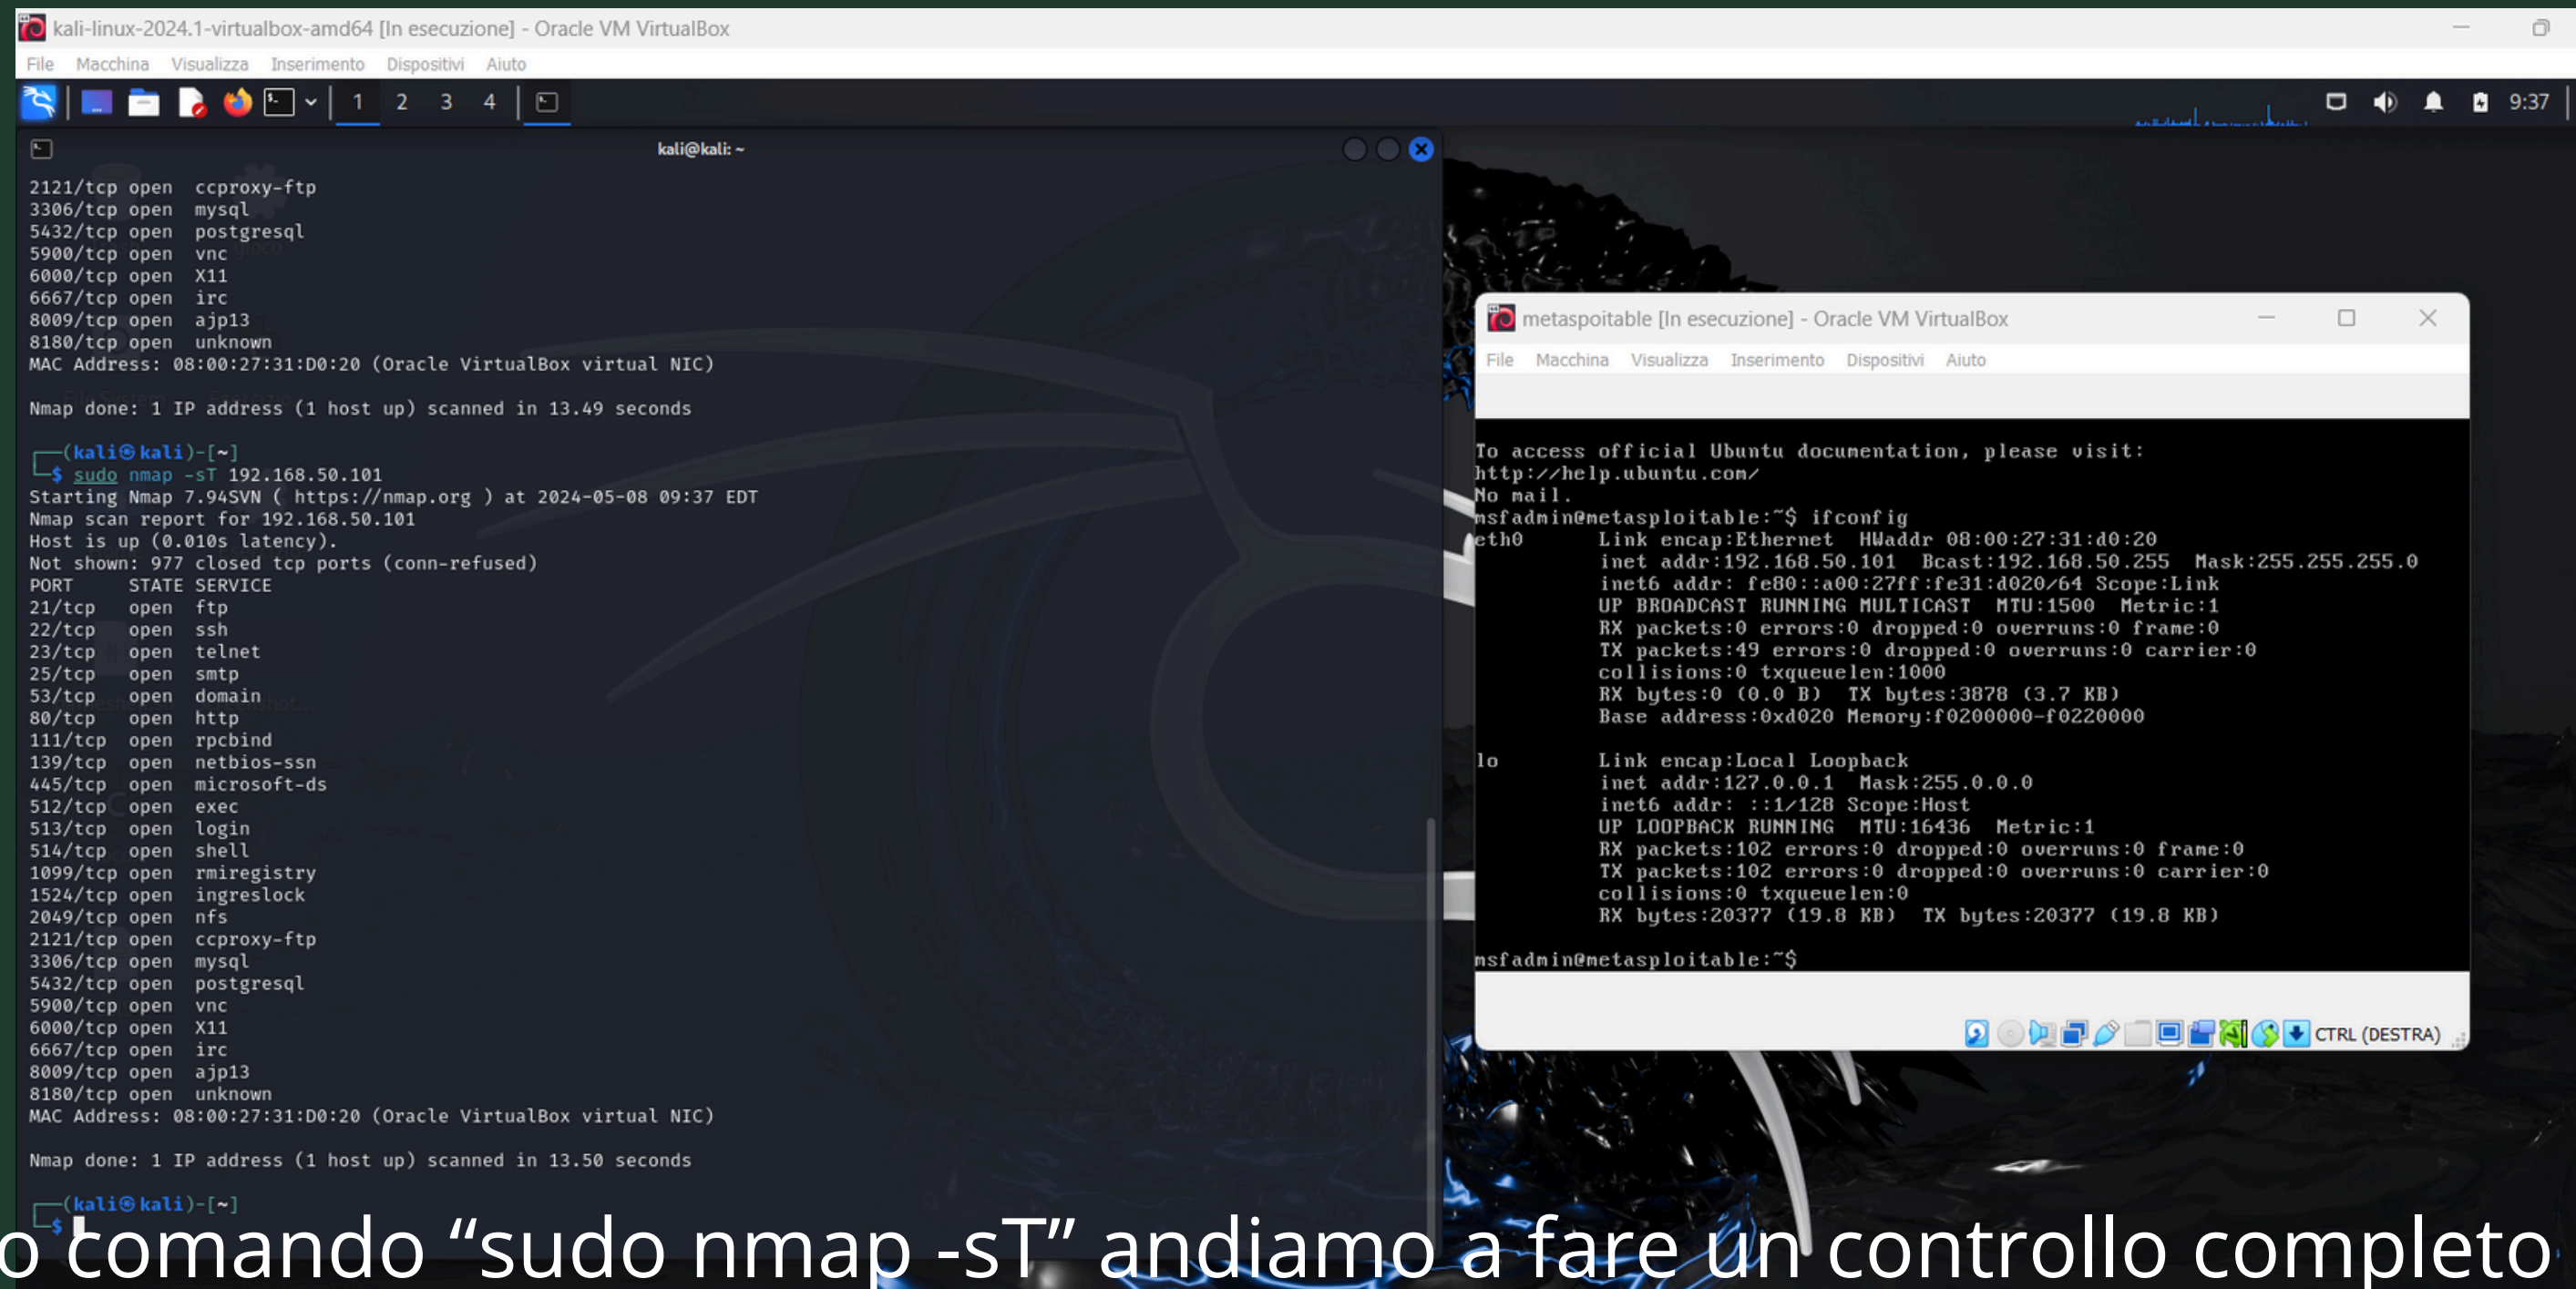 kali-linux-2024.1-virtualbox-amd64 [In esecuzione] - Oracle VM VirtualBox
File Macchina Visualizza Inserimento Dispositivi Aiuto
1 2 3 4
9:37
kali@kali: ~
2121/tcp open ccproxy-ftp
3306/tcp open mysql
5432/tcp open postgresql
5900/tcp open vnc
6000/tcp open X11
6667/tcp open irc
8009/tcp open ajp13
8180/tcp open unknown
MAC Address: 08:00:27:31:D0:20 (Oracle VirtualBox virtual NIC)
Nmap done: 1 IP address (1 host up) scanned in 13.49 seconds
(kali㉿kali)-[~]
$ sudo nmap -sT 192.168.50.101
Starting Nmap 7.94SVN ( https://nmap.org ) at 2024-05-08 09:37 EDT
Nmap scan report for 192.168.50.101
Host is up (0.010s latency).
Not shown: 977 closed tcp ports (conn-refused)
PORT STATE SERVICE
21/tcp open ftp
22/tcp open ssh
23/tcp open telnet
25/tcp open smtp
53/tcp open domain
80/tcp open http
111/tcp open rpcbind
139/tcp open netbios-ssn
445/tcp open microsoft-ds
512/tcp open exec
513/tcp open login
514/tcp open shell
1099/tcp open rmiregistry
1524/tcp open ingreslock
2049/tcp open nfs
2121/tcp open ccproxy-ftp
3306/tcp open mysql
5432/tcp open postgresql
5900/tcp open vnc
6000/tcp open X11
6667/tcp open irc
8009/tcp open ajp13
8180/tcp open unknown
MAC Address: 08:00:27:31:D0:20 (Oracle VirtualBox virtual NIC)
Nmap done: 1 IP address (1 host up) scanned in 13.50 seconds
(kali㉿kali)-[~]
$
metaspoitable [In esecuzione] - Oracle VM VirtualBox
File Macchina Visualizza Inserimento Dispositivi Aiuto
To access official Ubuntu documentation, please visit:
http://help.ubuntu.com/
No mail.
msfadmin@metasploitable:~$ ifconfig
eth0 Link encap:Ethernet HWaddr 08:00:27:31:d0:20
inet addr:192.168.50.101 Bcast:192.168.50.255 Mask:255.255.255.0
inet6 addr: fe80::a00:27ff:fe31:d020/64 Scope:Link
UP BROADCAST RUNNING MULTICAST MTU:1500 Metric:1
RX packets:0 errors:0 dropped:0 overruns:0 frame:0
TX packets:49 errors:0 dropped:0 overruns:0 carrier:0
collisions:0 txqueuelen:1000
RX bytes:0 (0.0 B) TX bytes:3878 (3.7 KB)
Base address:0xd020 Memory:f0200000-f0220000
lo Link encap:Local Loopback
inet addr:127.0.0.1 Mask:255.0.0.0
inet6 addr: ::1/128 Scope:Host
UP LOOPBACK RUNNING MTU:16436 Metric:1
RX packets:102 errors:0 dropped:0 overruns:0 frame:0
TX packets:102 errors:0 dropped:0 overruns:0 carrier:0
collisions:0 txqueuelen:0
RX bytes:20377 (19.8 KB) TX bytes:20377 (19.8 KB)
msfadmin@metasploitable:~$
CTRL (DESTRA)
o comando “sudo nmap -sT” andiamo a fare un controllo completo